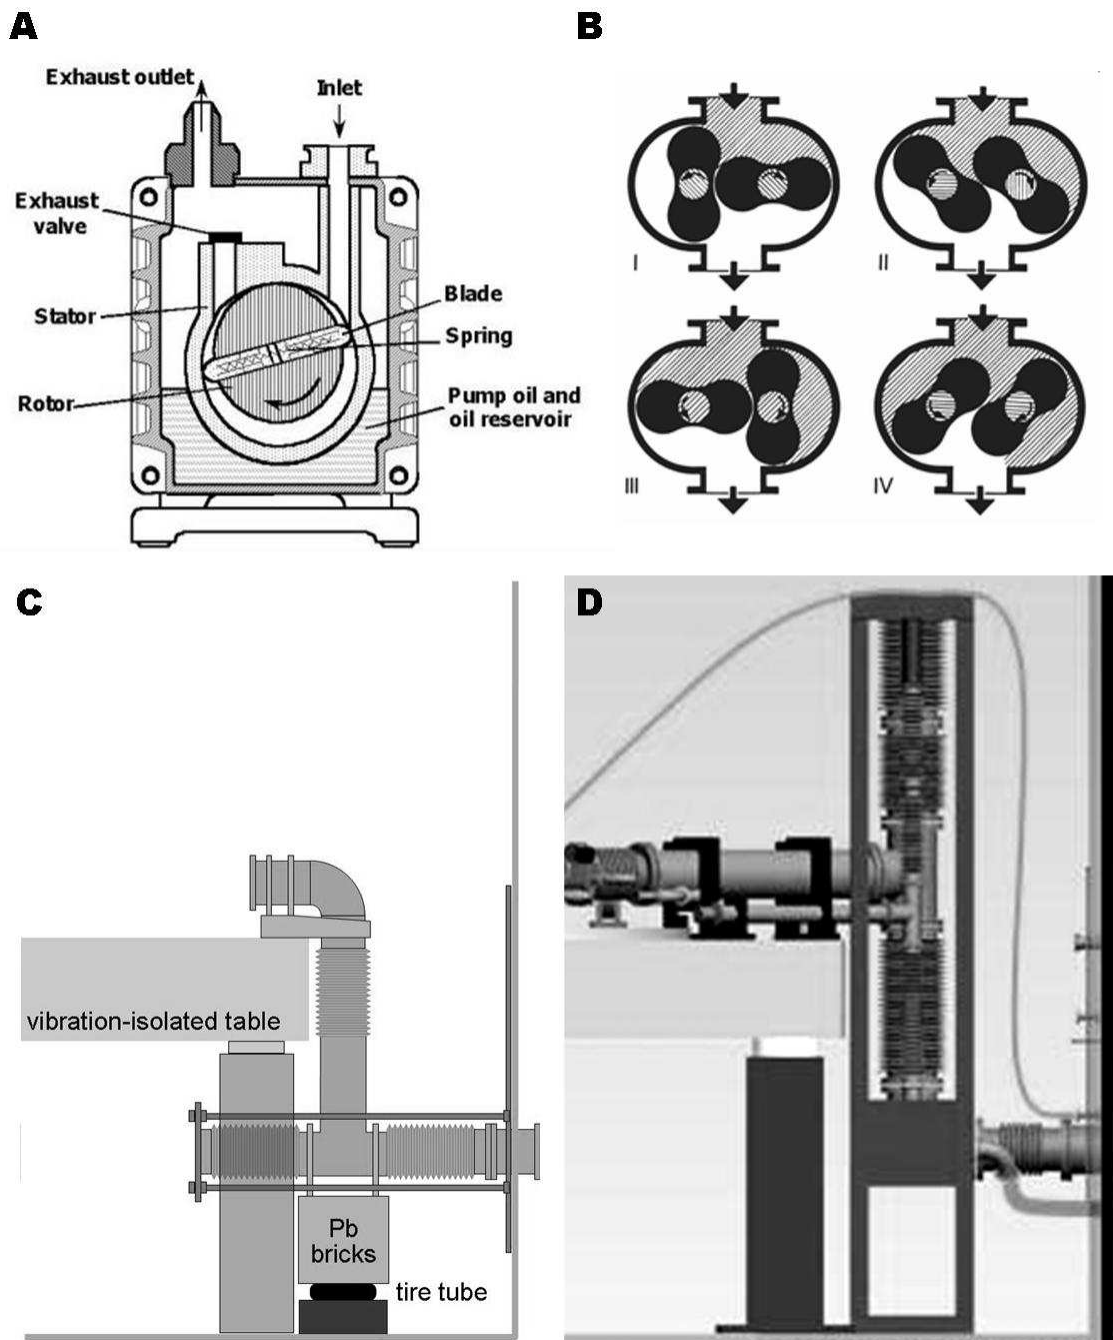 A
Exhaust outlet
Inlet
Exhaust
valve
Stator
Rotor
Blade
Spring
Pump oil and
oil reservoir
B
I
II
III
IV
C
vibration-isolated table
Pb
bricks
tire tube
D